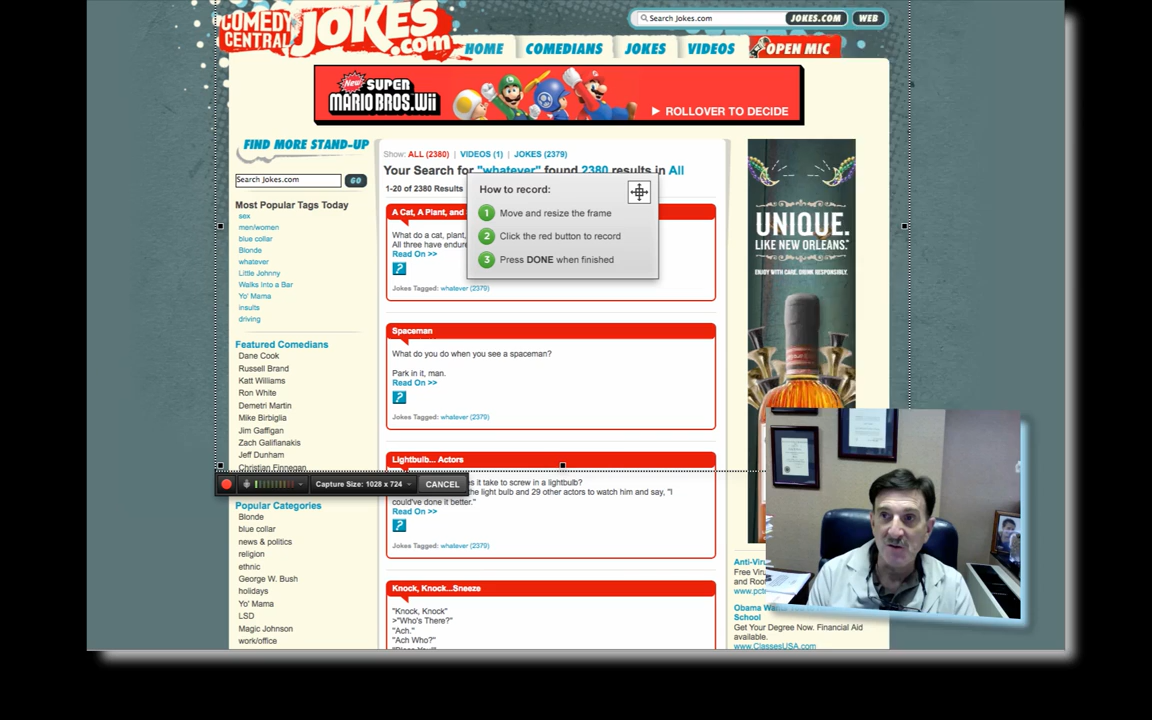 COMEDY
CENTRAL
JOKES
.com
Search Jokes.com
JOKES.COM
WEB
HOME
COMEDIANS
JOKES
VIDEOS
OPEN MIC
New SUPER
MARIO BROS.Wii
ROLLOVER TO DECIDE
FIND MORE STAND-UP
Search Jokes.com
GO
Most Popular Tags Today
sex
men/women
blue collar
Blonde
whatever
Little Johnny
Walks Into a Bar
Yo' Mama
insults
driving
Featured Comedians
Dane Cook
Russell Brand
Katt Williams
Ron White
Demetri Martin
Mike Birbiglia
Jim Gaffigan
Zach Galifianakis
Jeff Dunham
Christian Finnegan
Popular Categories
Blonde
blue collar
news & politics
religion
ethnic
George W. Bush
holidays
Yo' Mama
LSD
Magic Johnson
work/office
Show: ALL (2380) | VIDEOS (1) | JOKES (2379)
Your Search for "whatever" found 2380 results in All
1-20 of 2380 Results
How to record:
1 Move and resize the frame
2 Click the red button to record
3 Press DONE when finished
A Cat, A Plant, and
What do a cat, plant,
All three have endure
Read On >>
?
Jokes Tagged: whatever (2379)
Spaceman
What do you do when you see a spaceman?
Park in it, man.
Read On >>
?
Jokes Tagged: whatever (2379)
Lightbulb... Actors
es it take to screw in a lightbulb?
the light bulb and 29 other actors to watch him and say, "I
could've done it better."
Read On >>
?
Jokes Tagged: whatever (2379)
Capture Size: 1028 x 724
CANCEL
Knock, Knock...Sneeze
"Knock, Knock"
>"Who's There?"
"Ach."
"Ach Who?"
UNIQUE.
LIKE NEW ORLEANS.
ENJOY WITH CARE. DRINK RESPONSIBLY.
Anti-Viru
Free Viru
and Roo
www.pct
Obama Wa
School
Get Your Degree Now. Financial Aid
available.
www.ClassesUSA.com